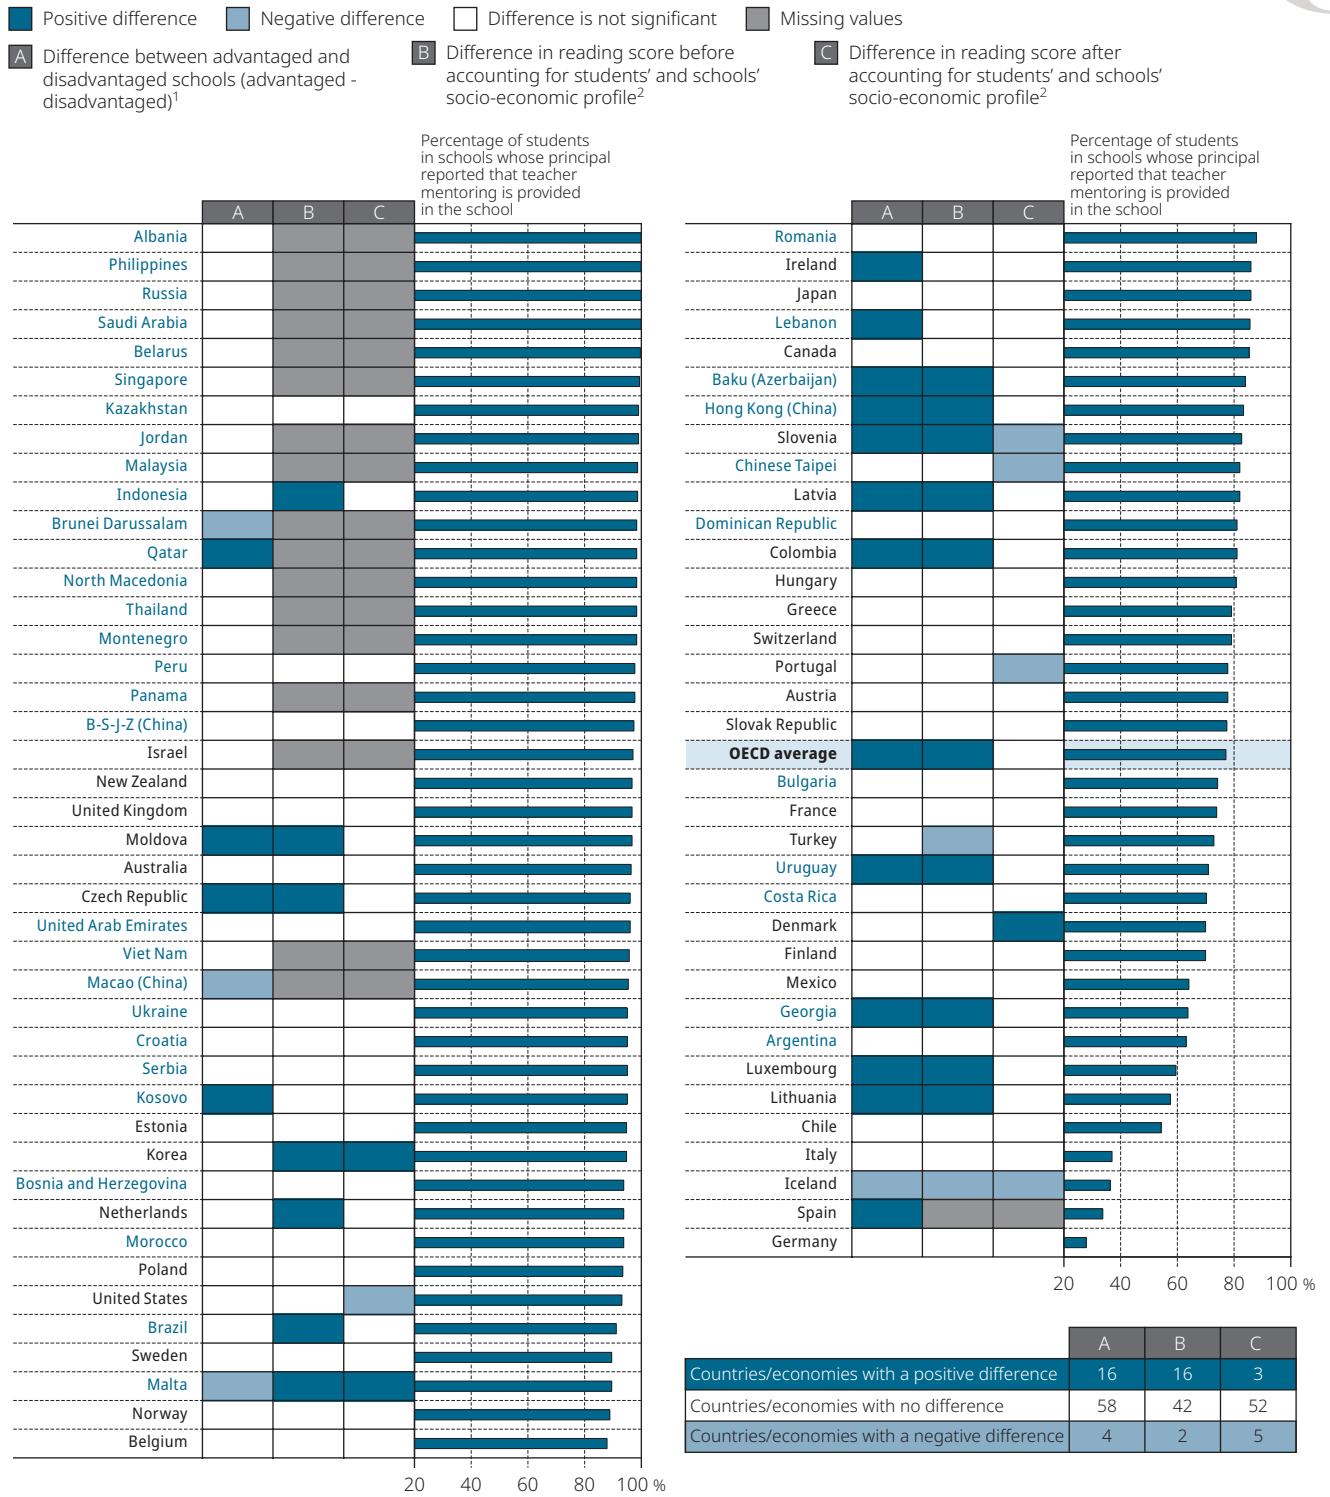 Positive difference Negative difference Difference is not significant Missing values
A Difference between advantaged and
disadvantaged schools (advantaged -
disadvantaged)1
B Difference in reading score before
accounting for students’ and schools’
socio-economic profile2
C Difference in reading score after
accounting for students’ and schools’
socio-economic profile2
Percentage of students
in schools whose principal
reported that teacher
mentoring is provided
in the school
A B C
Albania
Philippines
Russia
Saudi Arabia
Belarus
Singapore
Kazakhstan
Jordan
Malaysia
Indonesia
Brunei Darussalam
Qatar
North Macedonia
Thailand
Montenegro
Peru
Panama
B-S-J-Z (China)
Israel
New Zealand
United Kingdom
Moldova
Australia
Czech Republic
United Arab Emirates
Viet Nam
Macao (China)
Ukraine
Croatia
Serbia
Kosovo
Estonia
Korea
Bosnia and Herzegovina
Netherlands
Morocco
Poland
United States
Brazil
Sweden
Malta
Norway
Belgium
20 40 60 80 100 %
Percentage of students
in schools whose principal
reported that teacher
mentoring is provided
in the school
A B C
Romania
Ireland
Japan
Lebanon
Canada
Baku (Azerbaijan)
Hong Kong (China)
Slovenia
Chinese Taipei
Latvia
Dominican Republic
Colombia
Hungary
Greece
Switzerland
Portugal
Austria
Slovak Republic
OECD average
Bulgaria
France
Turkey
Uruguay
Costa Rica
Denmark
Finland
Mexico
Georgia
Argentina
Luxembourg
Lithuania
Chile
Italy
Iceland
Spain
Germany
20 40 60 80 100 %
A B C
Countries/economies with a positive difference 16 16 3
Countries/economies with no difference 58 42 52
Countries/economies with a negative difference 4 2 5